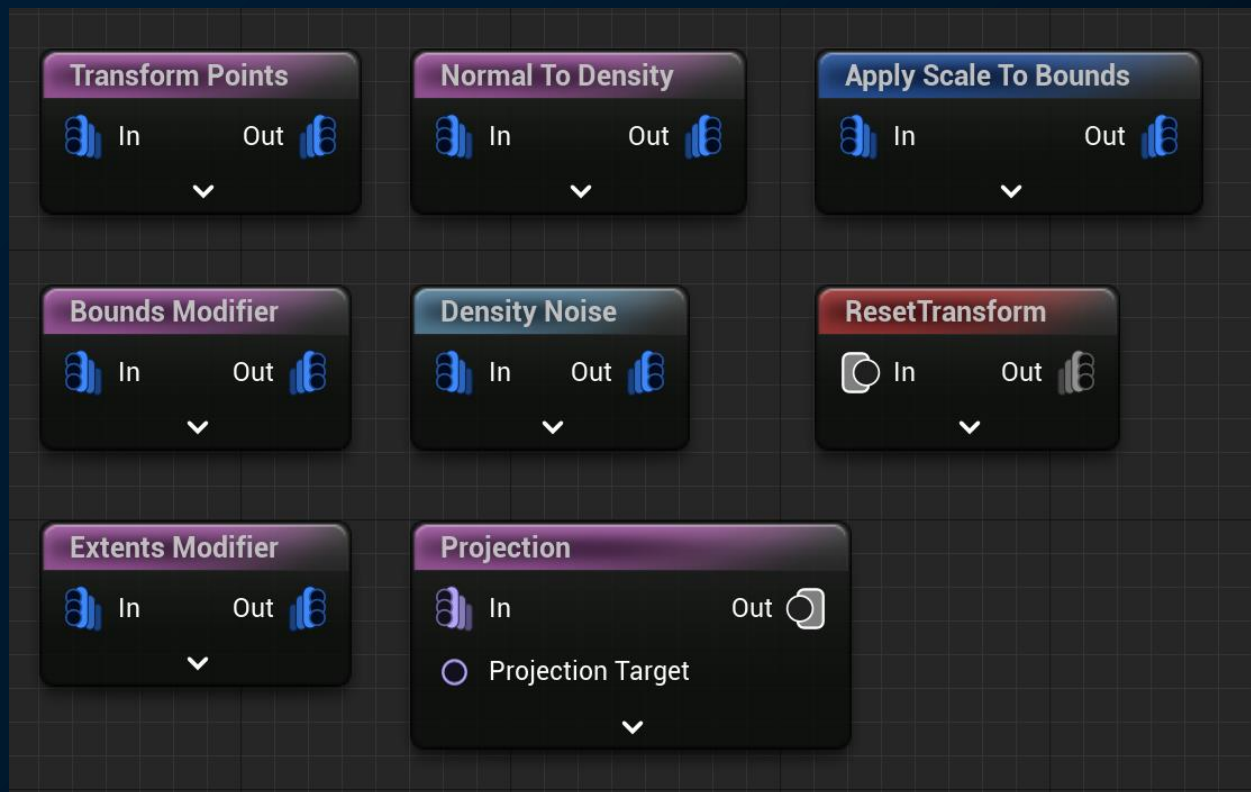 Transform Points
In Out
Normal To Density
In Out
Apply Scale To Bounds
In Out
Bounds Modifier
In Out
Density Noise
In Out
ResetTransform
In Out
Extents Modifier
In Out
Projection
In Out
Projection Target